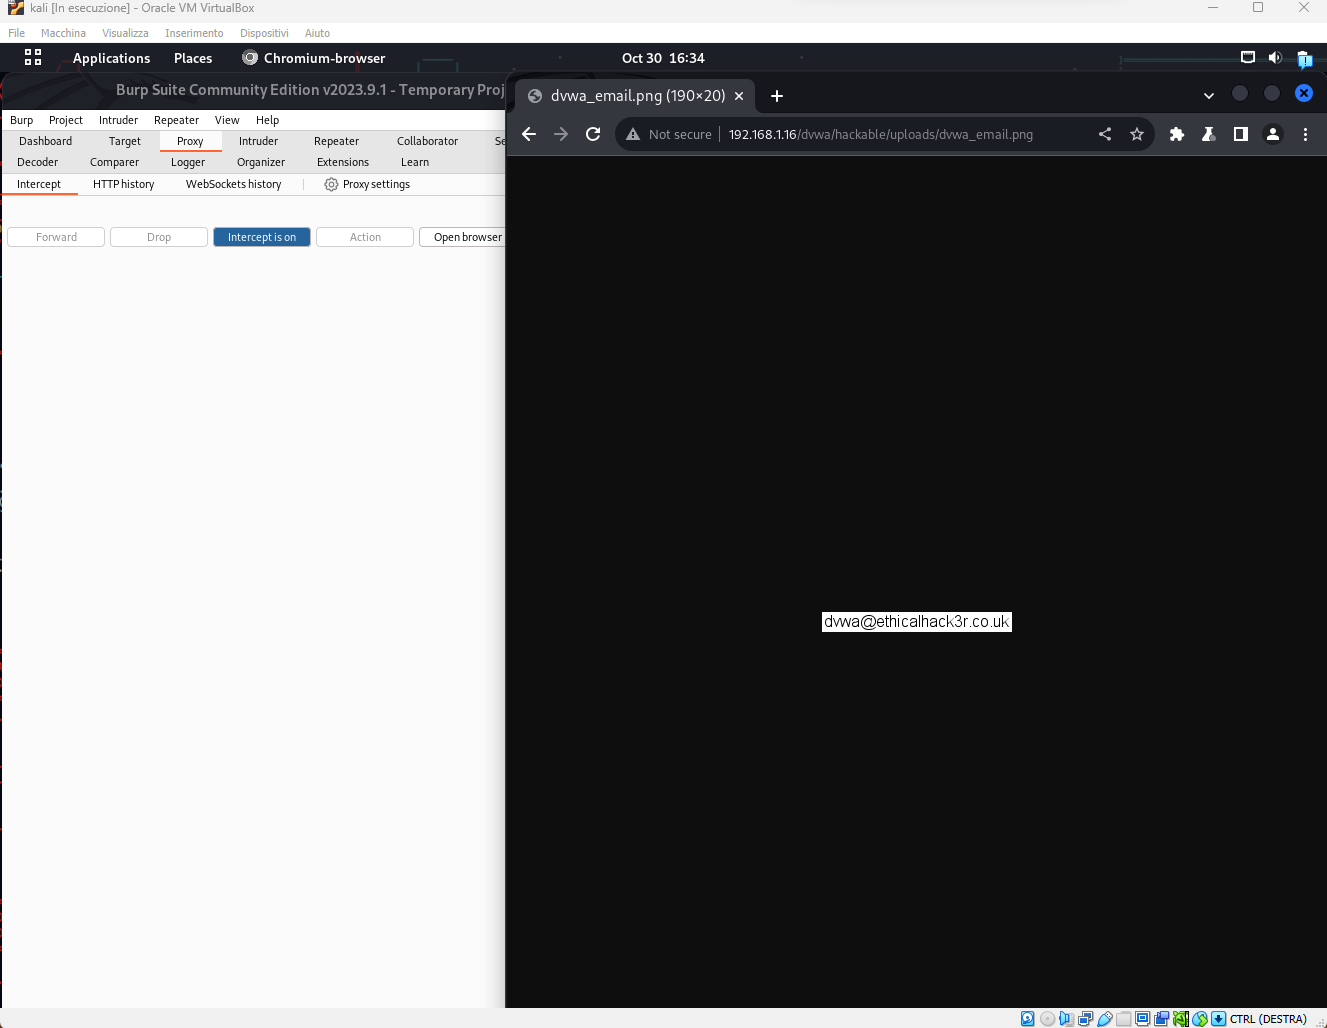 kali [In esecuzione] - Oracle VM VirtualBox
File Macchina Visualizza Inserimento Dispositivi Aiuto
Applications Places Chromium-browser Oct 30 16:34
Burp Suite Community Edition v2023.9.1 - Temporary Proj
Burp Project Intruder Repeater View Help
Dashboard Target Proxy Intruder Repeater Collaborator Se
Decoder Comparer Logger Organizer Extensions Learn
Intercept HTTP history WebSockets history Proxy settings
Forward Drop Intercept is on Action Open browser
dvwa_email.png (190×20)
Not secure 192.168.1.16/dvwa/hackable/uploads/dvwa_email.png
dvwa@ethicalhack3r.co.uk
CTRL (DESTRA)